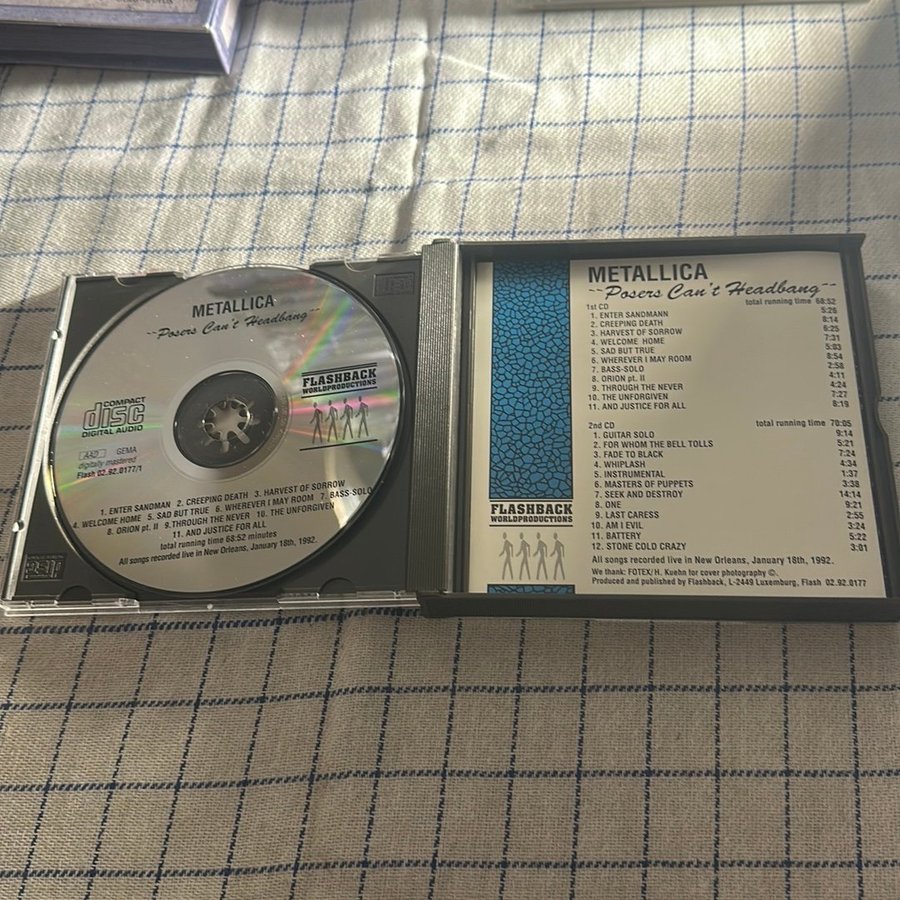 METALLICA
--Posers Can't Headbang--
COMPACT
disc
DIGITAL AUDIO
FLASHBACK
WORLDPRODUCTIONS
AAD GEMA
digitally mastered
Flash 02.92.0177/1
1. ENTER SANDMAN 2. CREEPING DEATH 3. HARVEST OF SORROW
4. WELCOME HOME 5. SAD BUT TRUE 6. WHEREVER I MAY ROOM 7. BASS-SOLO
8. ORION pt. II 9.THROUGH THE NEVER 10. THE UNFORGIVEN
11. AND JUSTICE FOR ALL
total running time 68:52 minutes
All songs recorded live in New Orleans, January 18th, 1992.
METALLICA
--Posers Can't Headbang--
1st CD total running time 68:52
1. ENTER SANDMANN 5:26
2. CREEPING DEATH 8:14
3. HARVEST OF SORROW 6:25
4. WELCOME HOME 7:31
5. SAD BUT TRUE 5:03
6. WHEREVER I MAY ROOM 8:54
7. BASS-SOLO 2:58
8. ORION pt. II 4:11
9. THROUGH THE NEVER 4:24
10. THE UNFORGIVEN 7:27
11. AND JUSTICE FOR ALL 8:19
2nd CD total running time 70:05
1. GUITAR SOLO 9:14
2. FOR WHOM THE BELL TOLLS 5:21
3. FADE TO BLACK 7:24
4. WHIPLASH 4:34
5. INSTRUMENTAL 1:37
6. MASTERS OF PUPPETS 3:38
7. SEEK AND DESTROY 14:14
8. ONE 9:21
9. LAST CARESS 2:55
10. AM I EVIL 3:24
11. BATTERY 5:22
12. STONE COLD CRAZY 3:01
All songs recorded live in New Orleans, January 18th, 1992.
We thank: FOTEX/H. Kuehn for cover photography ©.
Produced and published by Flashback, L-2449 Luxemburg, Flash 02.92.0177
FLASHBACK
WORLDPRODUCTIONS